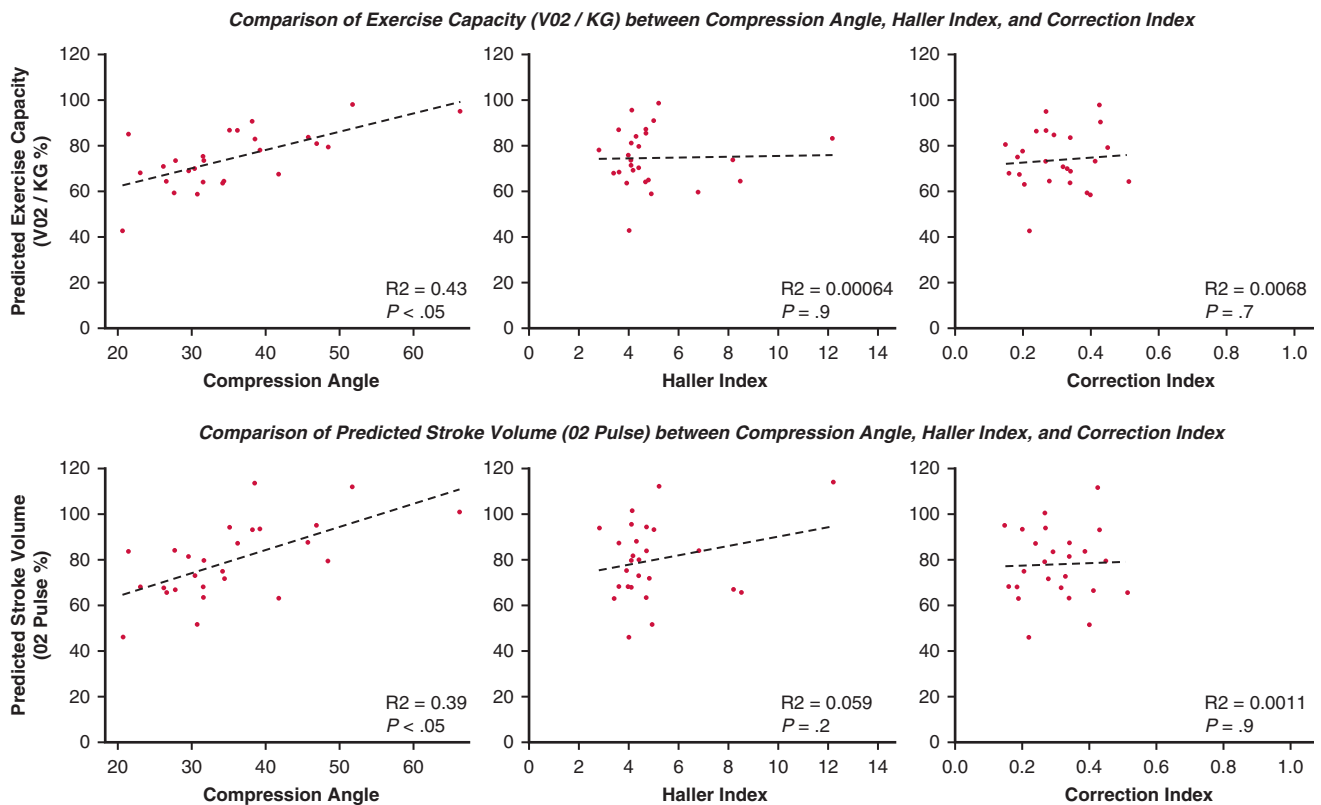 Comparison of Exercise Capacity (V02 / KG) between Compression Angle, Haller Index, and Correction Index
Predicted Exercise Capacity
(V02 / KG %)
120
100
80
60
40
20
0
R2 = 0.43
P < .05
20 30 40 50 60
Compression Angle
120
100
80
60
40
20
0
R2 = 0.00064
P = .9
0 2 4 6 8 10 12 14
Haller Index
120
100
80
60
40
20
0
R2 = 0.0068
P = .7
0.0 0.2 0.4 0.6 0.8 1.0
Correction Index
Comparison of Predicted Stroke Volume (02 Pulse) between Compression Angle, Haller Index, and Correction Index
Predicted Stroke Volume
(02 Pulse %)
120
100
80
60
40
20
0
R2 = 0.39
P < .05
20 30 40 50 60
Compression Angle
120
100
80
60
40
20
0
R2 = 0.059
P = .2
0 2 4 6 8 10 12 14
Haller Index
120
100
80
60
40
20
0
R2 = 0.0011
P = .9
0.0 0.2 0.4 0.6 0.8 1.0
Correction Index